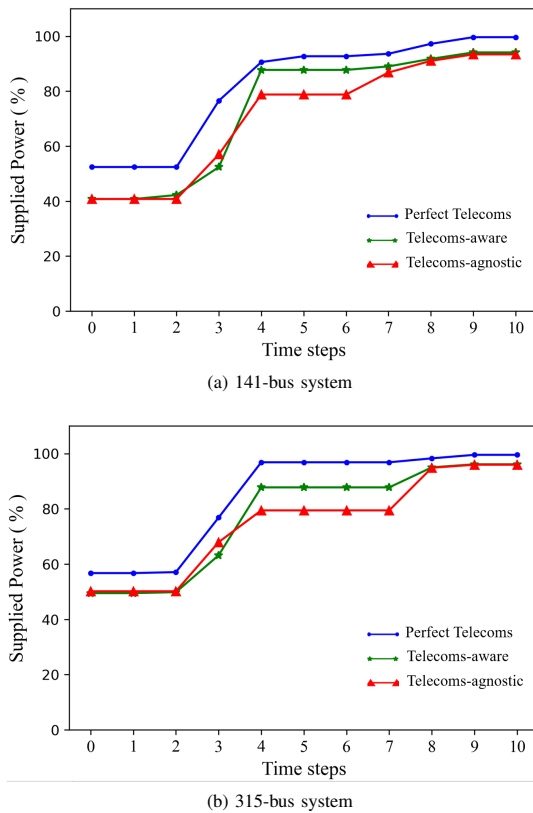 100
80
60
40
20
0
Supplied Power ( % )
0 1 2 3 4 5 6 7 8 9 10
Time steps
Perfect Telecoms
Telecoms-aware
Telecoms-agnostic
(a) 141-bus system
100
80
60
40
20
0
Supplied Power ( % )
0 1 2 3 4 5 6 7 8 9 10
Time steps
Perfect Telecoms
Telecoms-aware
Telecoms-agnostic
(b) 315-bus system